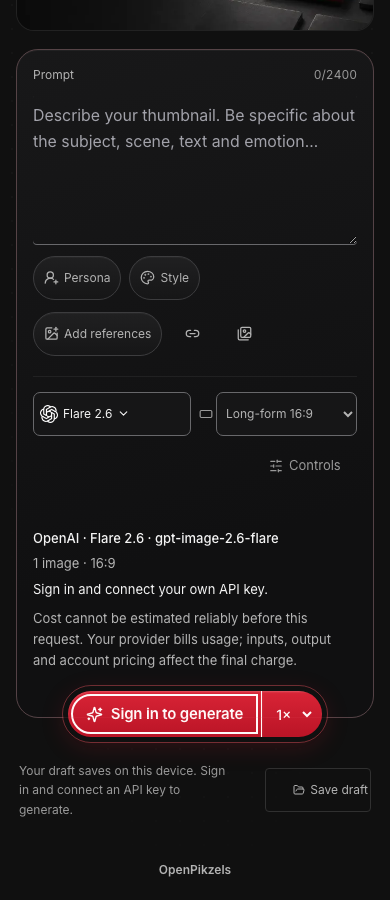 Prompt
0/2400
Describe your thumbnail. Be specific about
the subject, scene, text and emotion...
Persona
Style
Add references
Flare 2.6
Long-form 16:9
Controls
OpenAI · Flare 2.6 · gpt-image-2.6-flare
1 image · 16:9
Sign in and connect your own API key.
Cost cannot be estimated reliably before this
request. Your provider bills usage; inputs, output
and account pricing affect the final charge.
Sign in to generate
1×
Your draft saves on this device. Sign
in and connect an API key to
generate.
Save draft
OpenPikzels